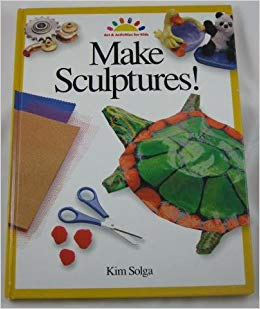 Art & Activities for Kids
Make
Sculptures!
Kim Solga